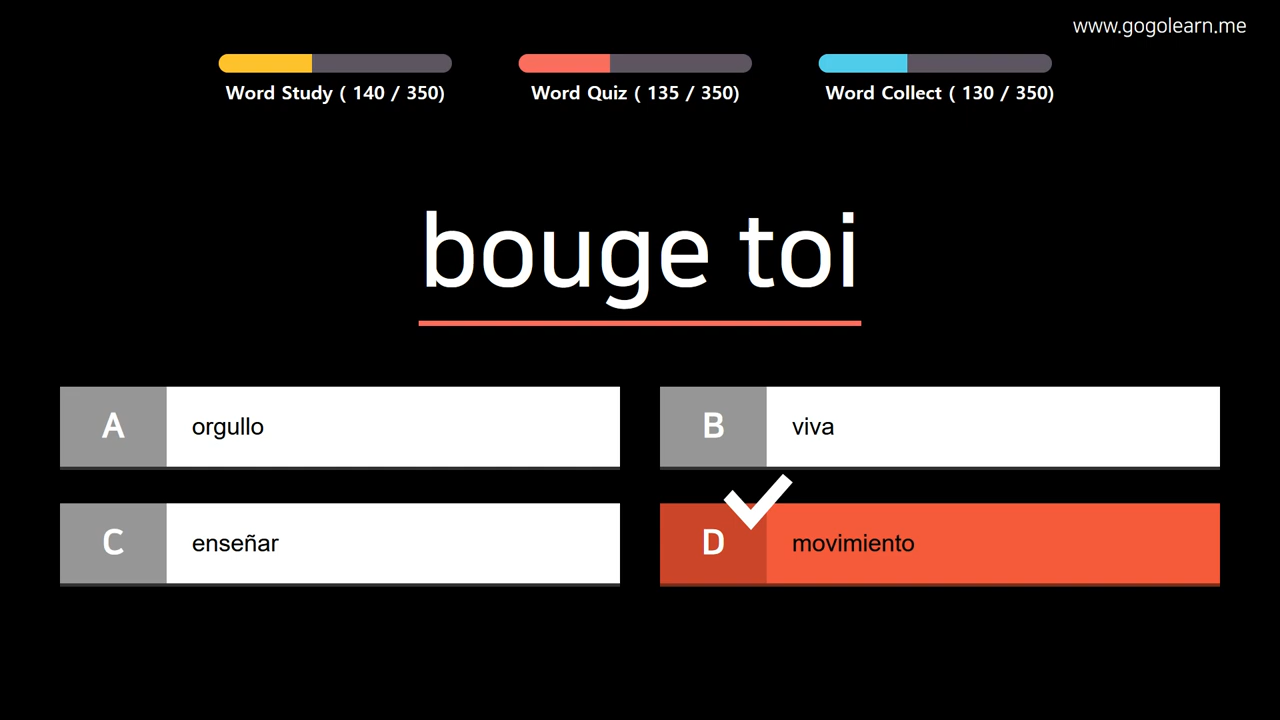 www.gogolearn.me
Word Study ( 140 / 350)
Word Quiz ( 135 / 350)
Word Collect ( 130 / 350)
bouge toi
A orgullo
B viva
C enseñar
D movimiento